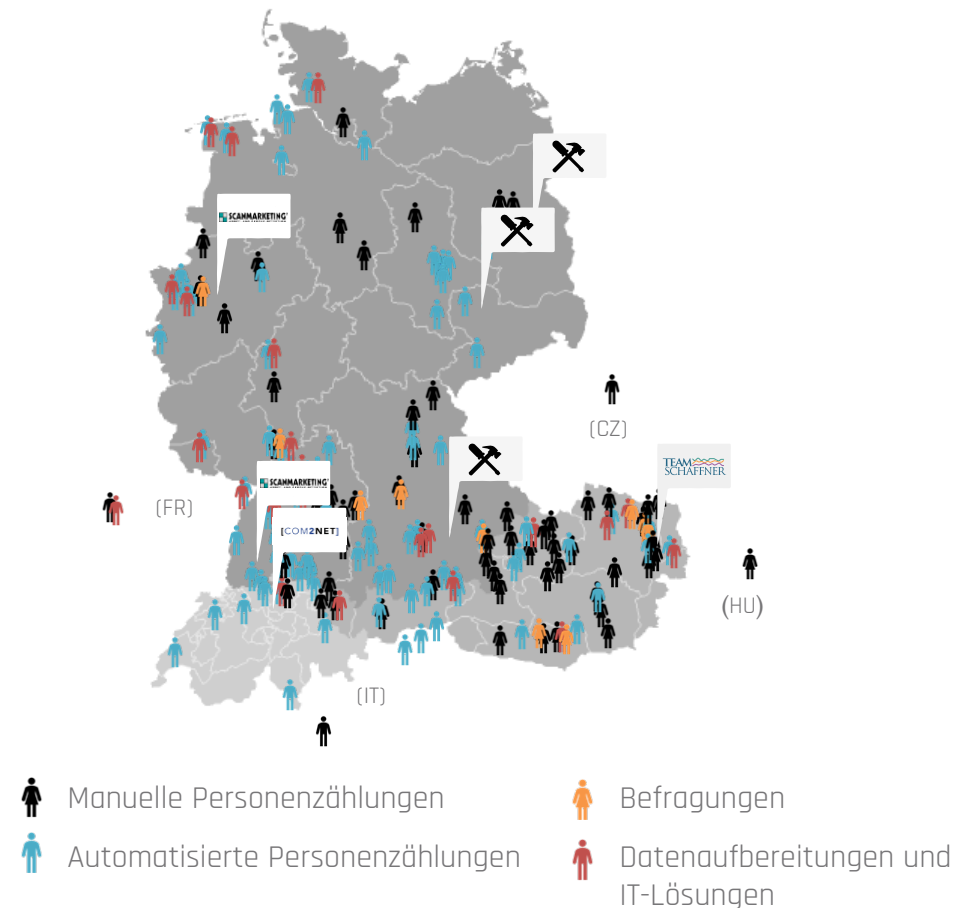 SCANMARKETING
TEAM
SCHAFFNER
(CZ)
SCANMARKETING
(FR)
[COM2NET]
(HU)
(IT)
Manuelle Personenzählungen
Automatisierte Personenzählungen
Befragungen
Datenaufbereitungen und
IT-Lösungen